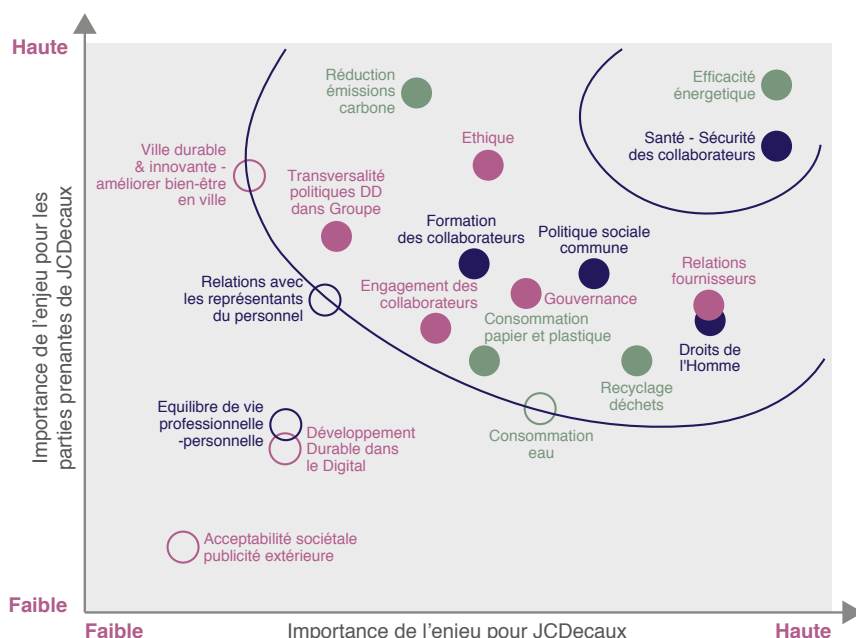 Haute
Réduction
émissions
carbone
Efficacité
énergetique
Ethique
Santé - Sécurité
des collaborateurs
Ville durable
& innovante -
améliorer bien-être
en ville
Transversalité
politiques DD
dans Groupe
Formation
des collaborateurs
Politique sociale
commune
Relations avec
les représentants
du personnel
Engagement des
collaborateurs
Gouvernance
Relations
fournisseurs
Consommation
papier et plastique
Droits de
l'Homme
Recyclage
déchets
Equilibre de vie
professionnelle
-personnelle
Développement
Durable dans
le Digital
Consommation
eau
Acceptabilité sociétale
publicité extérieure
Importance de l'enjeu pour les
parties prenantes de JCDecaux
Faible
Faible
Importance de l'enjeu pour JCDecaux
Haute